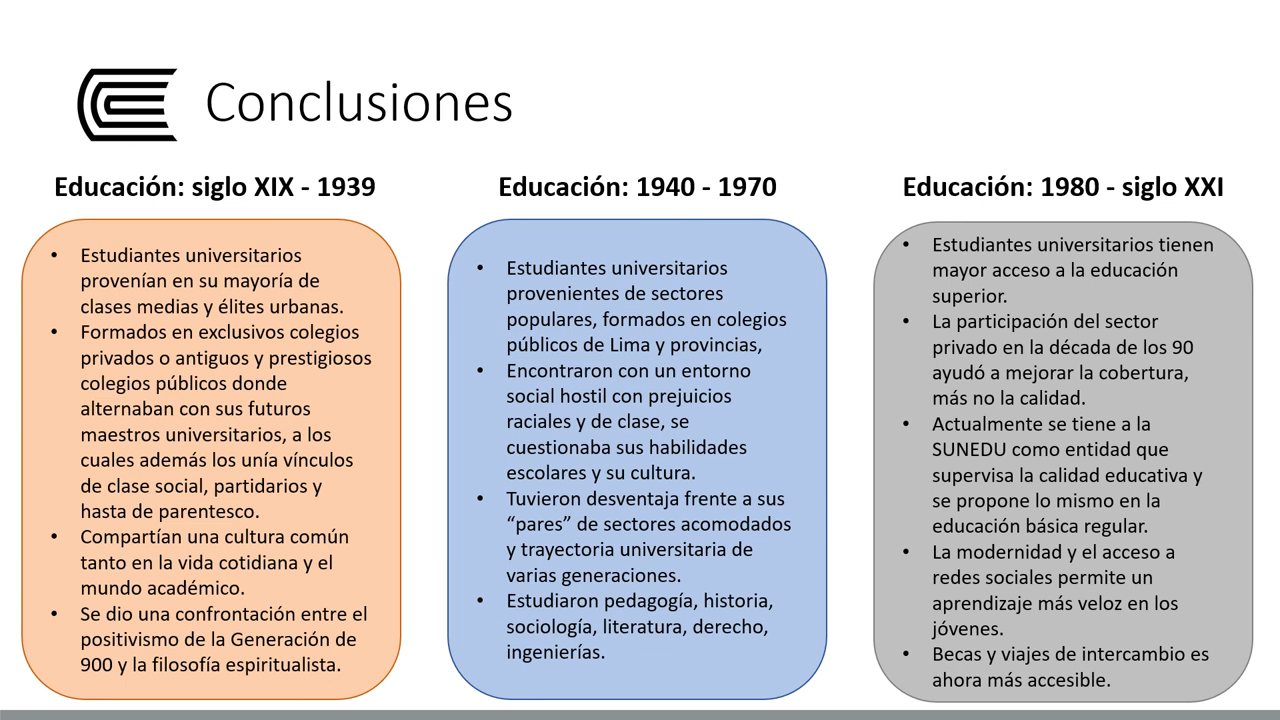 Conclusiones
Educación: siglo XIX - 1939
• Estudiantes universitarios
provenían en su mayoría de
clases medias y élites urbanas.
• Formados en exclusivos colegios
privados o antiguos y prestigiosos
colegios públicos donde
alternaban con sus futuros
maestros universitarios, a los
cuales además los unía vínculos
de clase social, partidarios y
hasta de parentesco.
• Compartían una cultura común
tanto en la vida cotidiana y el
mundo académico.
• Se dio una confrontación entre el
positivismo de la Generación de
900 y la filosofía espiritualista.
Educación: 1940 - 1970
• Estudiantes universitarios
provenientes de sectores
populares, formados en colegios
públicos de Lima y provincias,
• Encontraron con un entorno
social hostil con prejuicios
raciales y de clase, se
cuestionaba sus habilidades
escolares y su cultura.
• Tuvieron desventaja frente a sus
“pares” de sectores acomodados
y trayectoria universitaria de
varias generaciones.
• Estudiaron pedagogía, historia,
sociología, literatura, derecho,
ingenierías.
Educación: 1980 - siglo XXI
• Estudiantes universitarios tienen
mayor acceso a la educación
superior.
• La participación del sector
privado en la década de los 90
ayudó a mejorar la cobertura,
más no la calidad.
• Actualmente se tiene a la
SUNEDU como entidad que
supervisa la calidad educativa y
se propone lo mismo en la
educación básica regular.
• La modernidad y el acceso a
redes sociales permite un
aprendizaje más veloz en los
jóvenes.
• Becas y viajes de intercambio es
ahora más accesible.